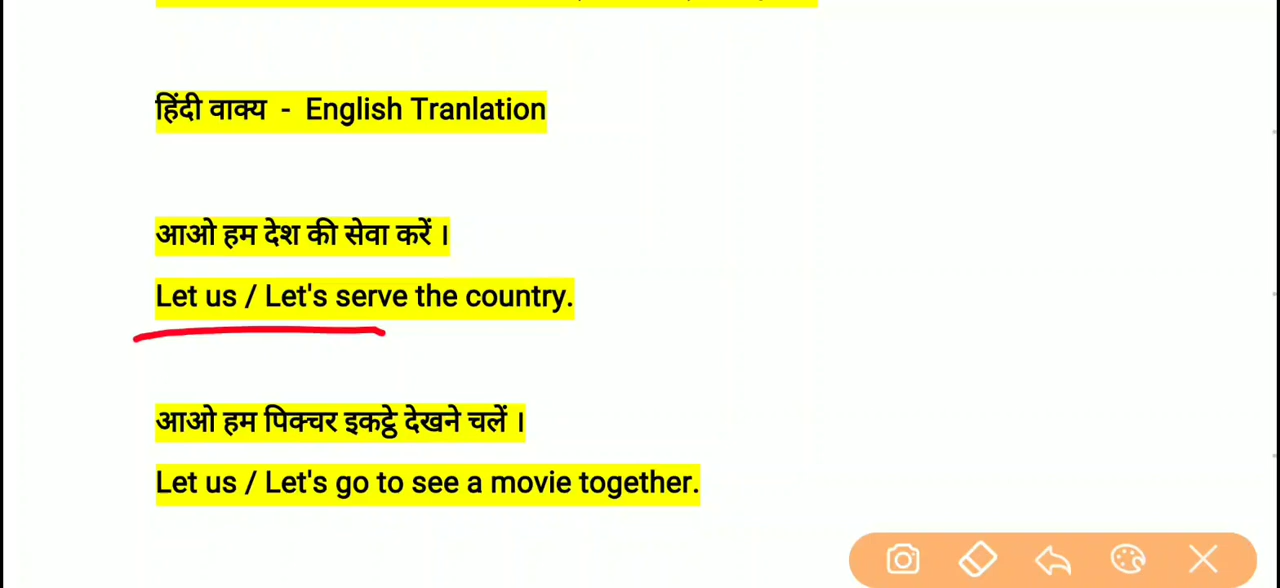 हिंदी वाक्य - English Tranlation
आओ हम देश की सेवा करें ।
Let us / Let's serve the country.
आओ हम पिक्चर इकट्ठे देखने चलें ।
Let us / Let's go to see a movie together.